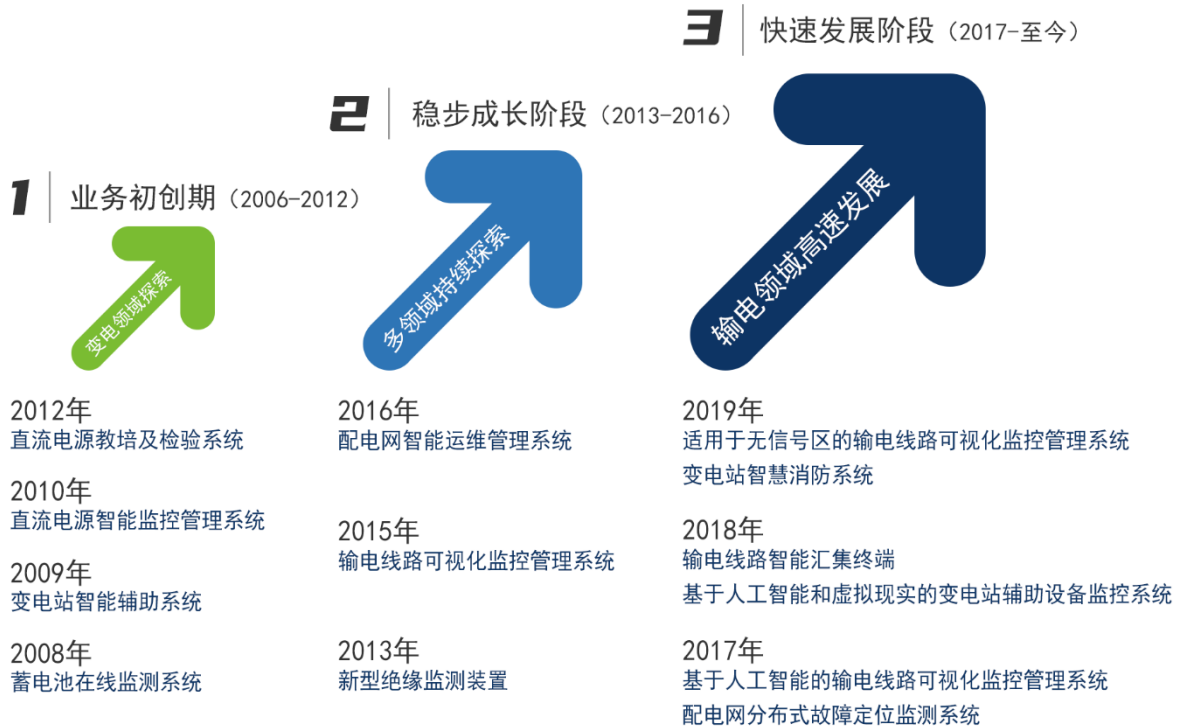 1 业务初创期（2006-2012）
变电领域探索
2012年
直流电源教培及检验系统
2010年
直流电源智能监控管理系统
2009年
变电站智能辅助系统
2008年
蓄电池在线监测系统
2 稳步成长阶段（2013-2016）
多领域持续探索
2016年
配电网智能运维管理系统
2015年
输电线路可视化监控管理系统
2013年
新型绝缘监测装置
3 快速发展阶段（2017-至今）
输电领域高速发展
2019年
适用于无信号区的输电线路可视化监控管理系统
变电站智慧消防系统
2018年
输电线路智能汇集终端
基于人工智能和虚拟现实的变电站辅助设备监控系统
2017年
基于人工智能的输电线路可视化监控管理系统
配电网分布式故障定位监测系统